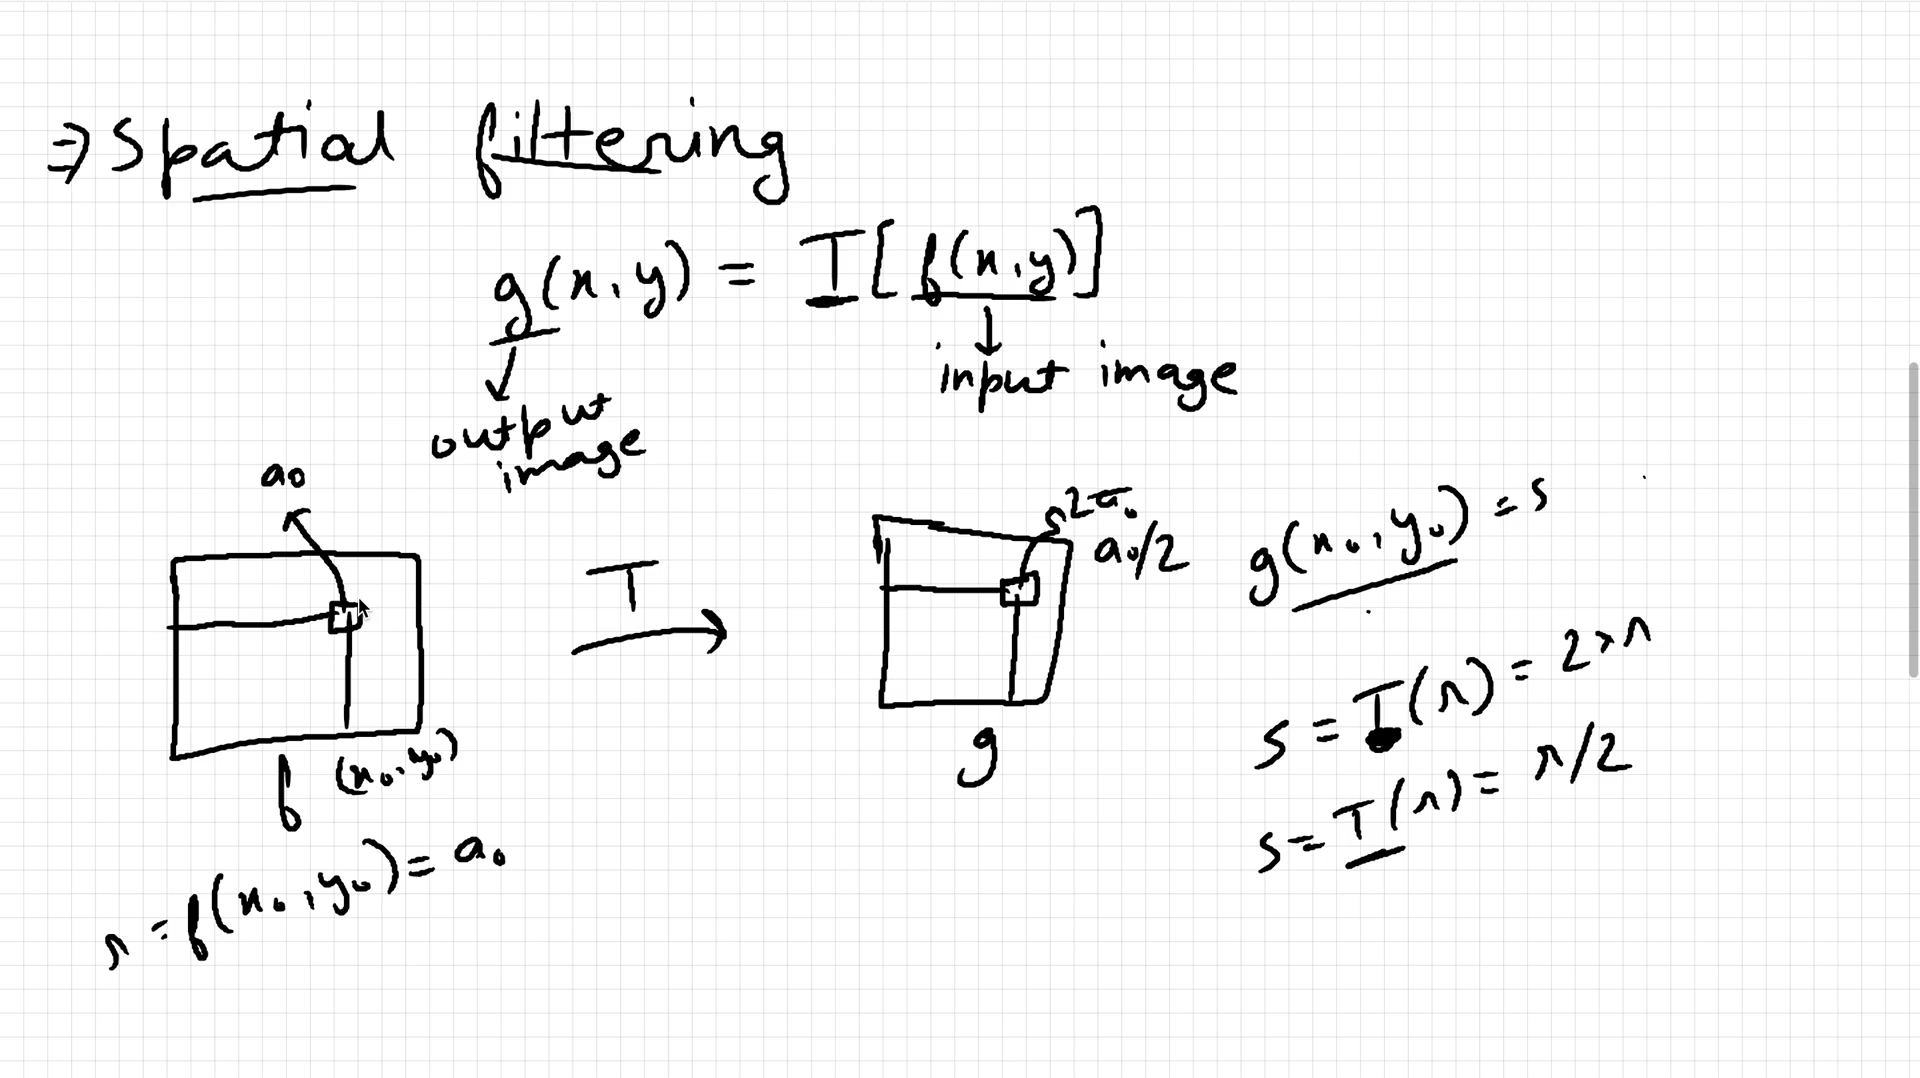 ⇒ Spatial filtering
g(x,y) = T[f(x,y)]
input image
output
image
a₀
T
2a₀
a₀/2
g(x₀,y₀) = s
s = T(r) = 2×r
s = T(r) = r/2
f
(x₀,y₀)
g
r = f(x₀,y₀) = a₀